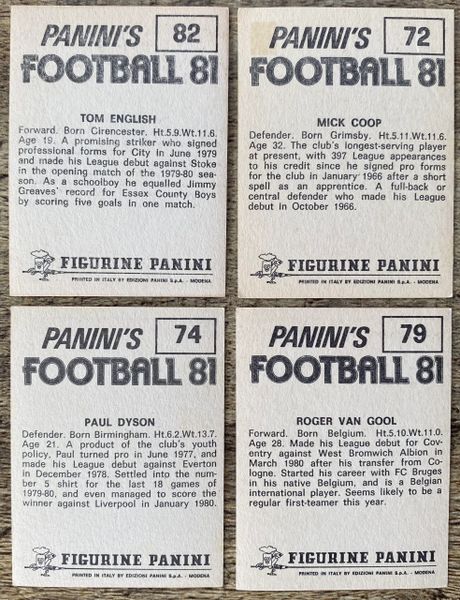 PANINI'S 82
FOOTBALL 81
TOM ENGLISH
Forward. Born Cirencester. Ht.5.9.Wt.11.6.
Age 19. A promising striker who signed
professional forms for City in June 1979
and made his League debut against Stoke
in the opening match of the 1979-80 sea-
son. As a schoolboy he equalled Jimmy
Greaves' record for Essex County Boys
by scoring five goals in one match.
FIGURINE PANINI
PRINTED IN ITALY BY EDIZIONI PANINI S.p.A. - MODENA
PANINI'S 72
FOOTBALL 81
MICK COOP
Defender. Born Grimsby. Ht.5.11.Wt.11.6.
Age 32. The club's longest-serving player
at present, with 397 League appearances
to his credit since he signed pro forms
for the club in January 1966 after a short
spell as an apprentice. A full-back or
central defender who made his League
debut in October 1966.
FIGURINE PANINI
PRINTED IN ITALY BY EDIZIONI PANINI S.p.A. - MODENA
PANINI'S 74
FOOTBALL 81
PAUL DYSON
Defender. Born Birmingham. Ht.6.2.Wt.13.7.
Age 21. A product of the club's youth
policy. Paul turned pro in June 1977, and
made his League debut against Everton
in December 1978. Settled into the num-
ber 5 shirt for the last 18 games of
1979-80, and even managed to score the
winner against Liverpool in January 1980.
FIGURINE PANINI
PRINTED IN ITALY BY EDIZIONI PANINI S.p.A. - MODENA
PANINI'S 79
FOOTBALL 81
ROGER VAN GOOL
Forward. Born Belgium. Ht.5.10.Wt.11.0.
Age 28. Made his League debut for Cov-
entry against West Bromwich Albion in
March 1980 after his transfer from Co-
logne. Started his career with FC Bruges
in his native Belgium, and is a Belgian
international player. Seems likely to be a
regular first-teamer this year.
FIGURINE PANINI
PRINTED IN ITALY BY EDIZIONI PANINI S.p.A. - MODENA